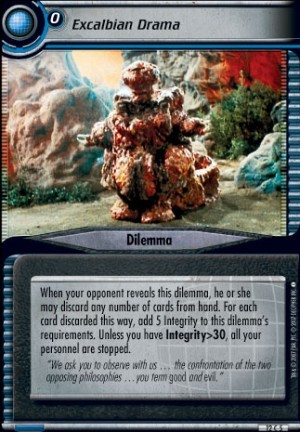 0
Excalbian Drama
Dilemma
When your opponent reveals this dilemma, he or she
may discard any number of cards from hand. For each
card discarded this way, add 5 Integrity to this dilemma's
requirements. Unless you have Integrity>30, all your
personnel are stopped.
"We ask you to observe with us ... the confrontation of the two
opposing philosophies ... you term good and evil."